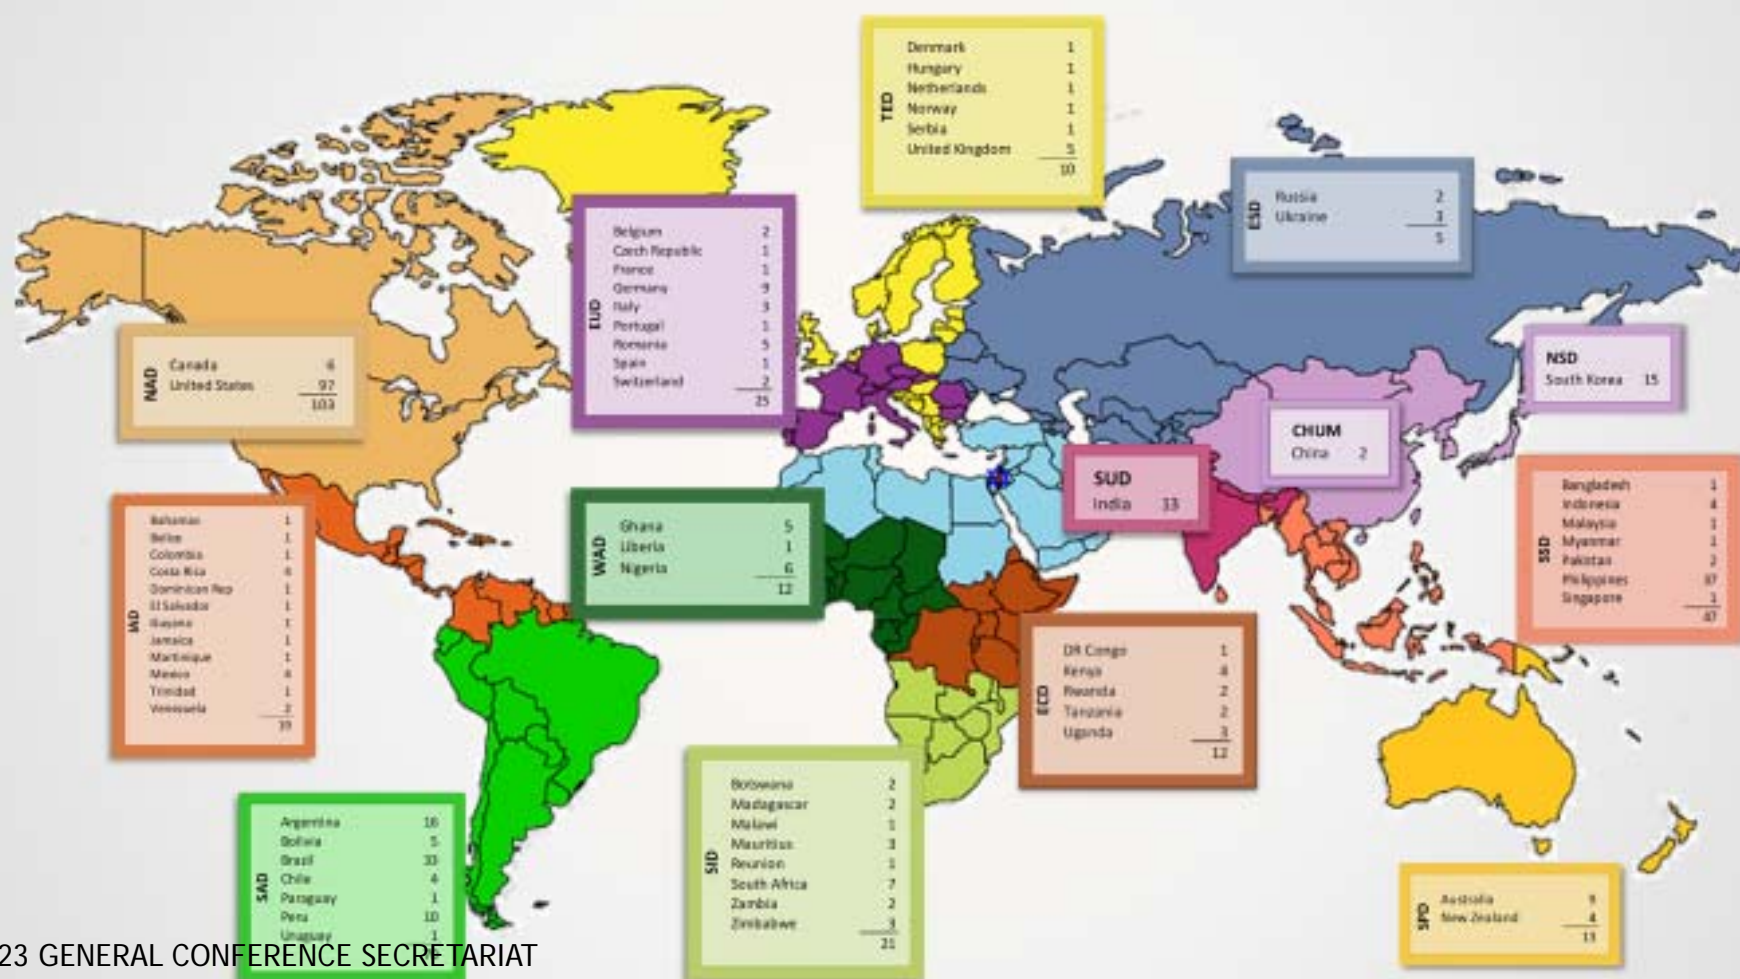 TED
Denmark 1
Hungary 1
Netherlands 1
Norway 1
Serbia 1
United Kingdom 5
10
ESD
Russia 2
Ukraine 3
5
EUD
Belgium 2
Czech Republic 1
France 1
Germany 9
Italy 3
Portugal 1
Romania 5
Spain 1
Switzerland 2
25
NAD
Canada 6
United States 97
103
NSD
South Korea 15
CHUM
China 2
SUD
India 13
SSD
Bangladesh 1
Indonesia 4
Malaysia 1
Myanmar 1
Pakistan 2
Philippines 37
Singapore 1
47
IAD
Bahamas 1
Belize 1
Colombia 1
Costa Rica 4
Dominican Rep 1
El Salvador 1
Guyana 1
Jamaica 1
Martinique 1
Mexico 4
Trinidad 1
Venezuela 2
19
WAD
Ghana 5
Liberia 1
Nigeria 6
12
ECD
DR Congo 1
Kenya 4
Rwanda 2
Tanzania 2
Uganda 3
12
SID
Botswana 2
Madagascar 2
Malawi 1
Mauritius 3
Reunion 1
South Africa 7
Zambia 2
Zimbabwe 3
21
SAD
Argentina 16
Bolivia 5
Brazil 33
Chile 4
Paraguay 1
Peru 10
Uruguay 1
SPD
Australia 9
New Zealand 4
13
23 GENERAL CONFERENCE SECRETARIAT